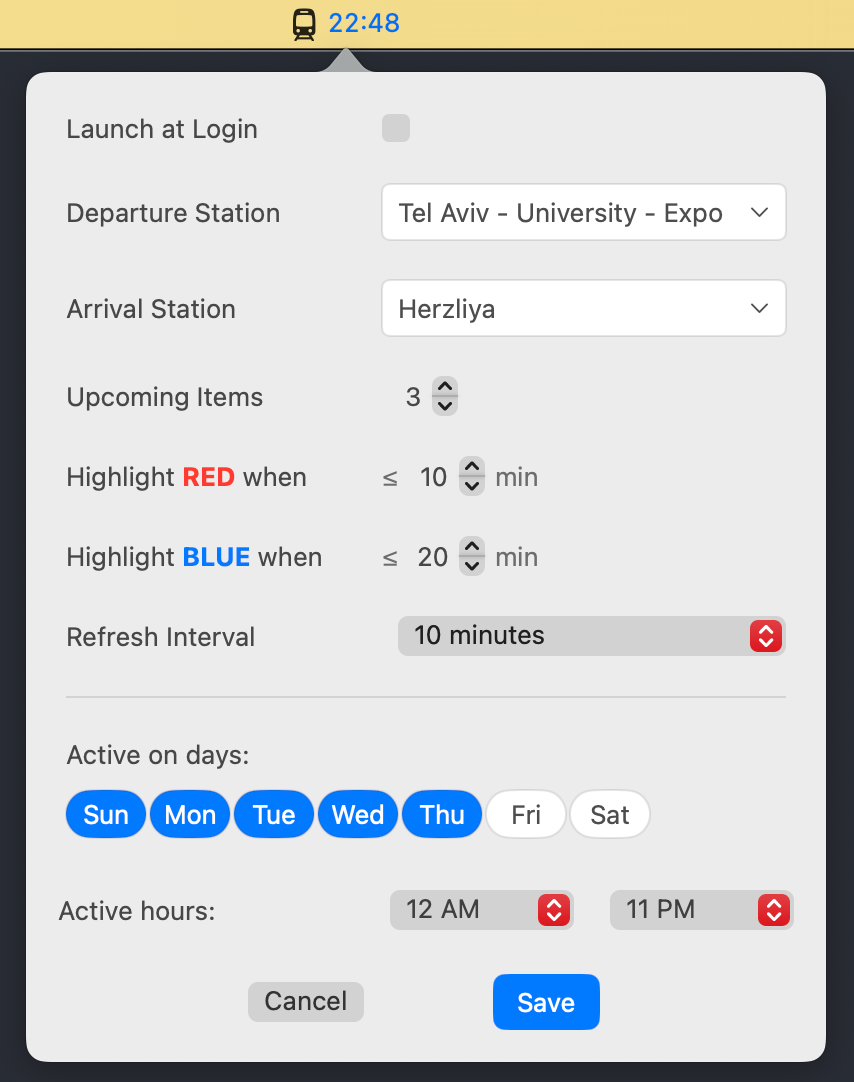 22:48
Launch at Login
Departure Station Tel Aviv - University - Expo
Arrival Station Herzliya
Upcoming Items 3
Highlight RED when ≤ 10 min
Highlight BLUE when ≤ 20 min
Refresh Interval 10 minutes
Active on days:
Sun Mon Tue Wed Thu Fri Sat
Active hours: 12 AM 11 PM
Cancel Save